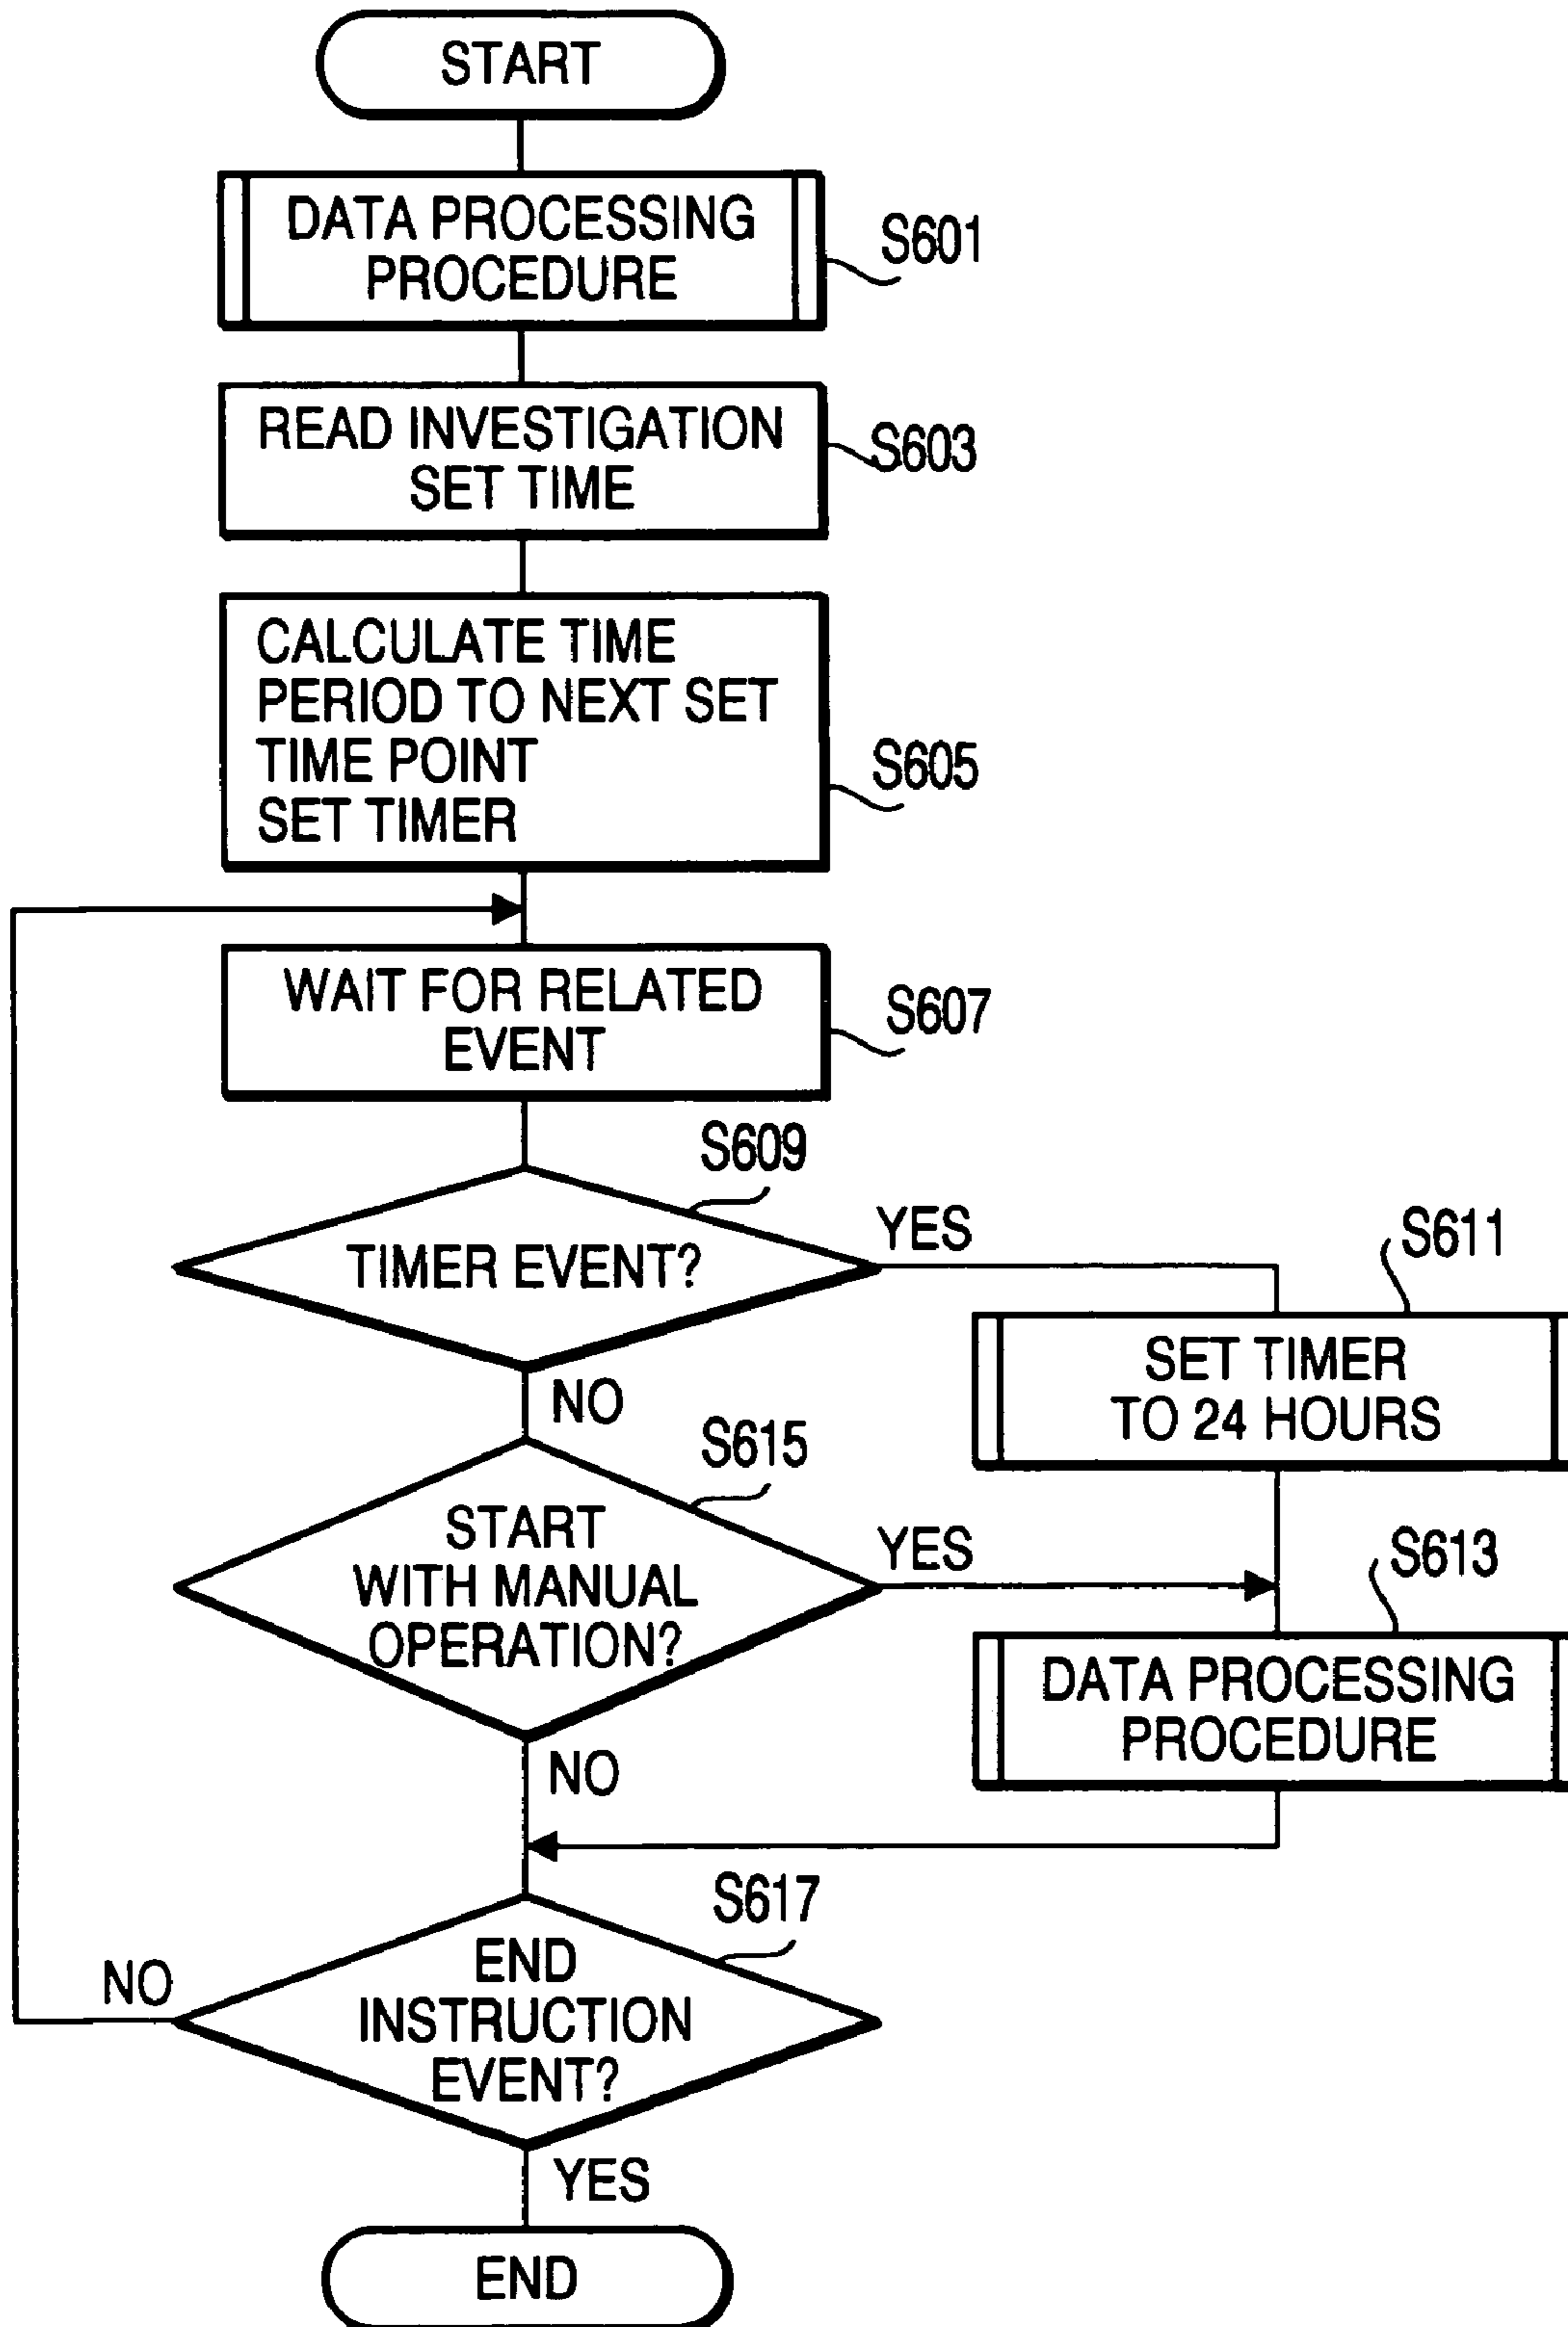 START
DATA PROCESSING
PROCEDURE
S601
READ INVESTIGATION
SET TIME
S603
CALCULATE TIME
PERIOD TO NEXT SET
TIME POINT
SET TIMER
S605
WAIT FOR RELATED
EVENT
S607
S609
TIMER EVENT?
YES
NO
S611
SET TIMER
TO 24 HOURS
S615
START
WITH MANUAL
OPERATION?
YES
NO
S613
DATA PROCESSING
PROCEDURE
S617
END
INSTRUCTION
EVENT?
NO
YES
END